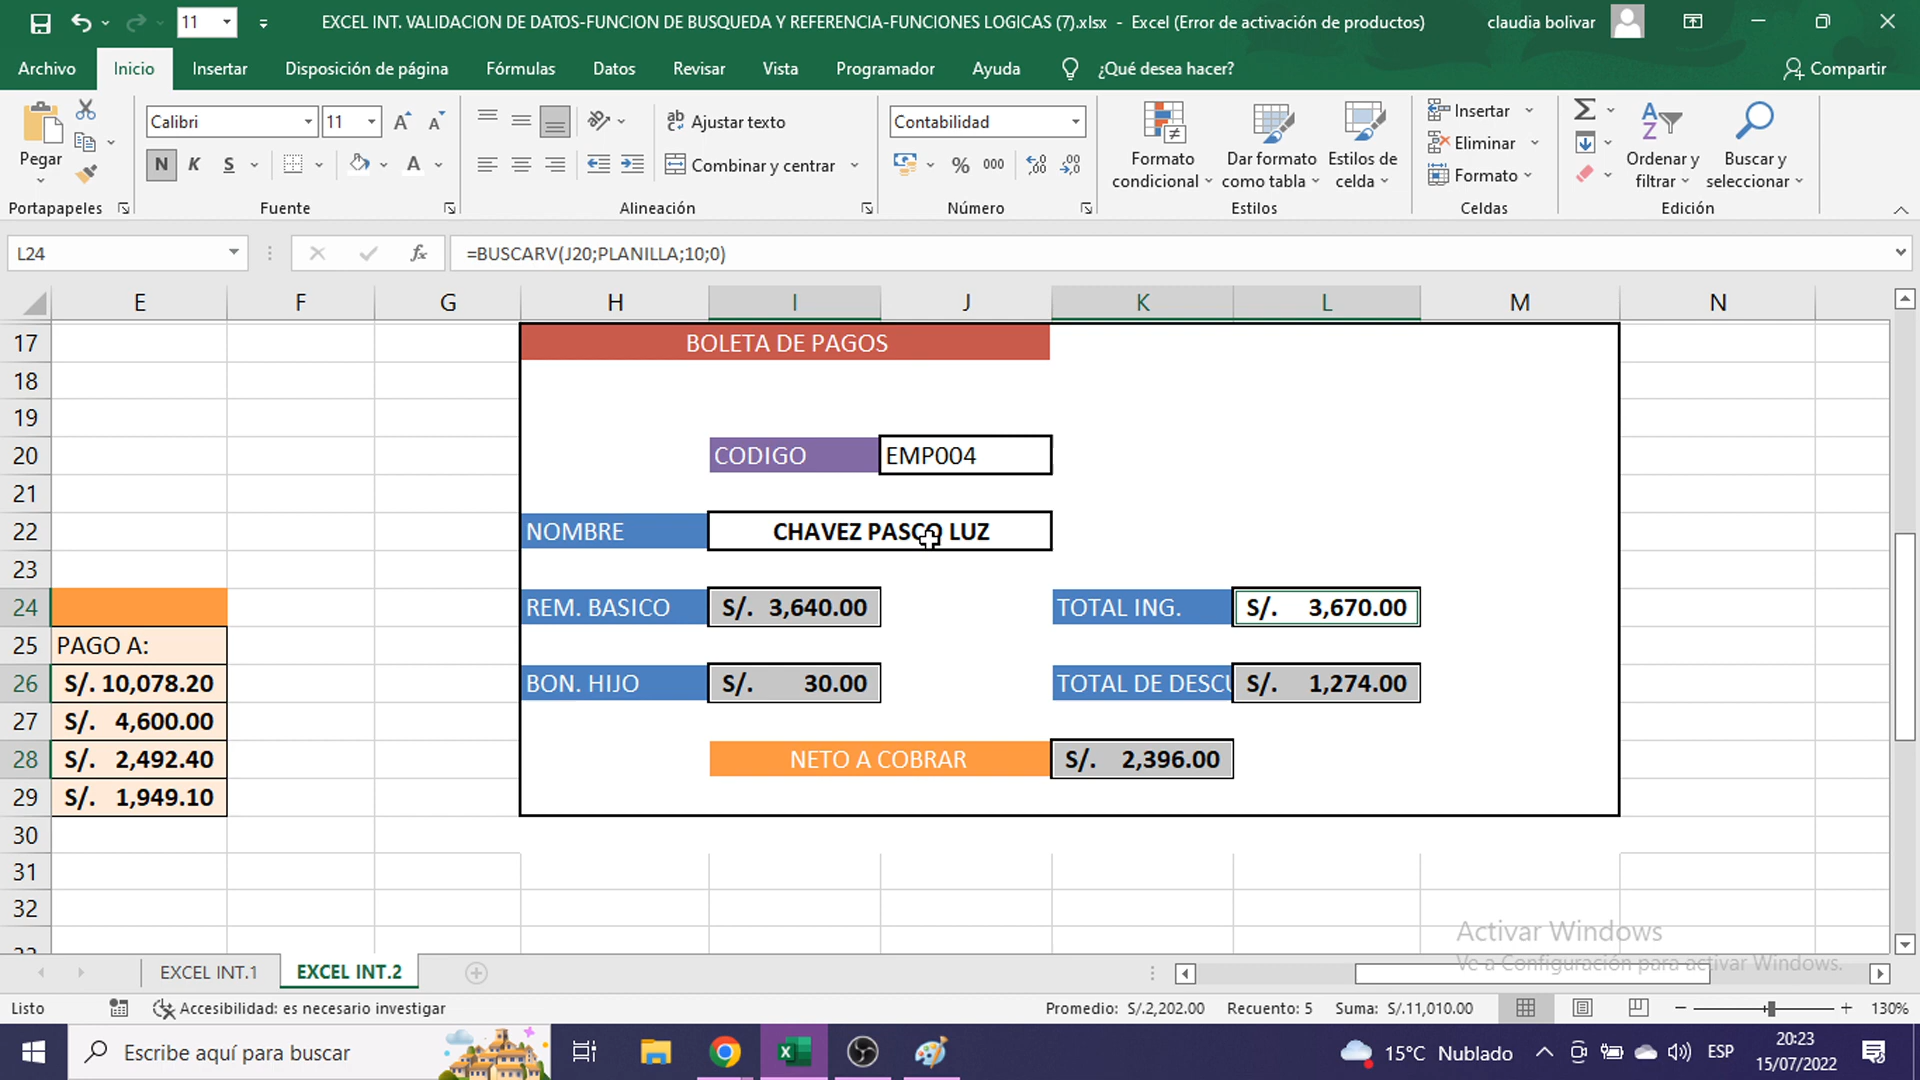 11 EXCEL INT. VALIDACION DE DATOS-FUNCION DE BUSQUEDA Y REFERENCIA-FUNCIONES LOGICAS (7).xlsx - Excel (Error de activación de productos) claudia bolivar
Archivo Inicio Insertar Disposición de página Fórmulas Datos Revisar Vista Programador Ayuda ¿Qué desea hacer? Compartir
Calibri 11 Ajustar texto Contabilidad Insertar
Pegar N K S A Combinar y centrar % 000 Formato condicional Dar formato como tabla Estilos de celda Eliminar Formato Ordenar y filtrar Buscar y seleccionar
Portapapeles Fuente Alineación Número Estilos Celdas Edición
L24 fx =BUSCARV(J20;PLANILLA;10;0)
E F G H I J K L M N
17 BOLETA DE PAGOS
18
19
20 CODIGO EMP004
21
22 NOMBRE CHAVEZ PASCO LUZ
23
24 REM. BASICO S/. 3,640.00 TOTAL ING. S/. 3,670.00
25 PAGO A:
26 S/. 10,078.20 BON. HIJO S/. 30.00 TOTAL DE DESCU S/. 1,274.00
27 S/. 4,600.00
28 S/. 2,492.40 NETO A COBRAR S/. 2,396.00
29 S/. 1,949.10
30
31
32
Activar Windows
Ve a Configuración para activar Windows.
EXCEL INT.1 EXCEL INT.2
Listo Accesibilidad: es necesario investigar Promedio: S/.2,202.00 Recuento: 5 Suma: S/.11,010.00 130%
Escribe aquí para buscar 15°C Nublado ESP 20:23
15/07/2022